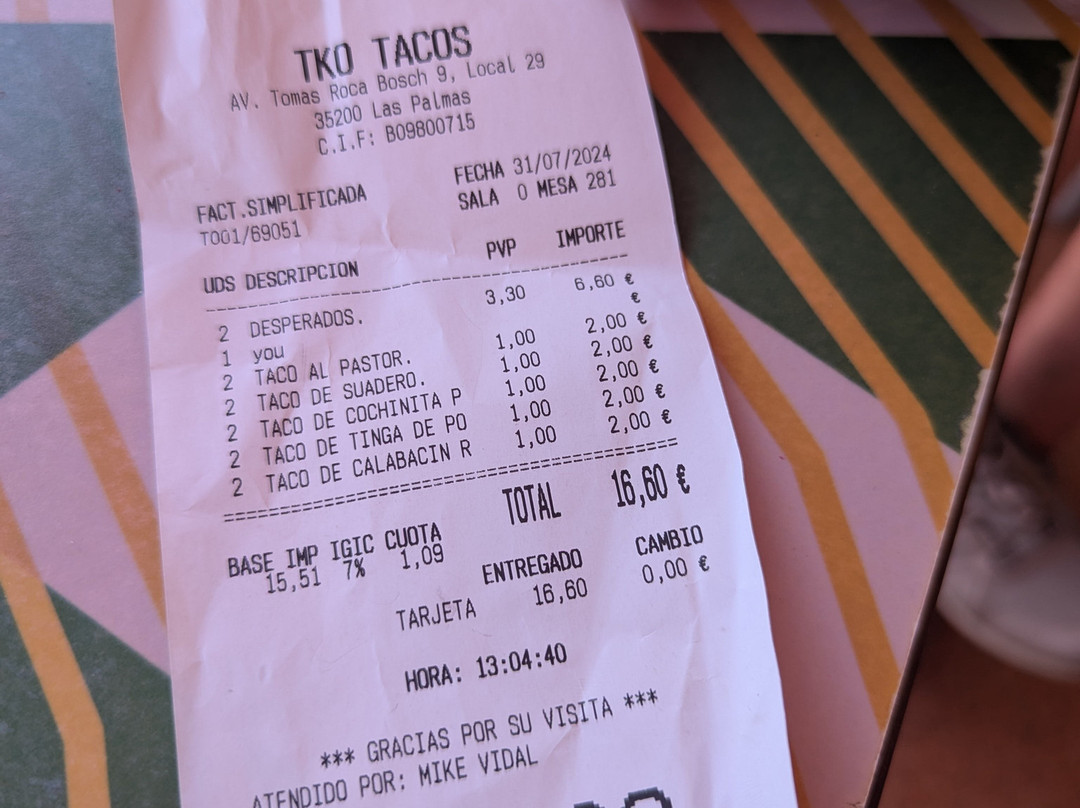 TKO TACOS
AV. Tomas Roca Bosch 9, Local 29
35200 Las Palmas
C.I.F: B09800715
FECHA 31/07/2024
FACT.SIMPLIFICADA SALA 0 MESA 281
T001/69051
UDS DESCRIPCION PVP IMPORTE
2 DESPERADOS. 3,30 6,60 €
1 you €
2 TACO AL PASTOR. 1,00 2,00 €
2 TACO DE SUADERO. 1,00 2,00 €
2 TACO DE COCHINITA P 1,00 2,00 €
2 TACO DE TINGA DE PO 1,00 2,00 €
2 TACO DE CALABACIN R 1,00 2,00 €
TOTAL 16,60 €
BASE IMP IGIC CUOTA
15,51 7% 1,09
ENTREGADO CAMBIO
TARJETA 16,60 0,00 €
HORA: 13:04:40
*** GRACIAS POR SU VISITA ***
ATENDIDO POR: MIKE VIDAL